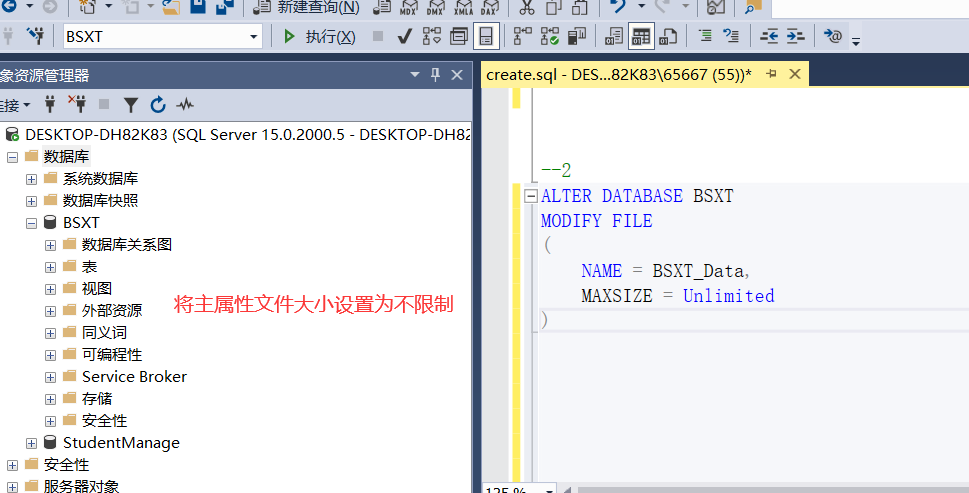 新建查询(N)
MDX DMX XMLA DAX
BSXT
执行(X)
象资源管理器
create.sql - DES...82K83\65667 (55))*
连接
DESKTOP-DH82K83 (SQL Server 15.0.2000.5 - DESKTOP-DH82
数据库
系统数据库
数据库快照
BSXT
数据库关系图
表
视图
外部资源
同义词
可编程性
Service Broker
存储
安全性
StudentManage
安全性
服务器对象
将主属性文件大小设置为不限制
--2
ALTER DATABASE BSXT
MODIFY FILE
(
NAME = BSXT_Data,
MAXSIZE = Unlimited
)
125 %